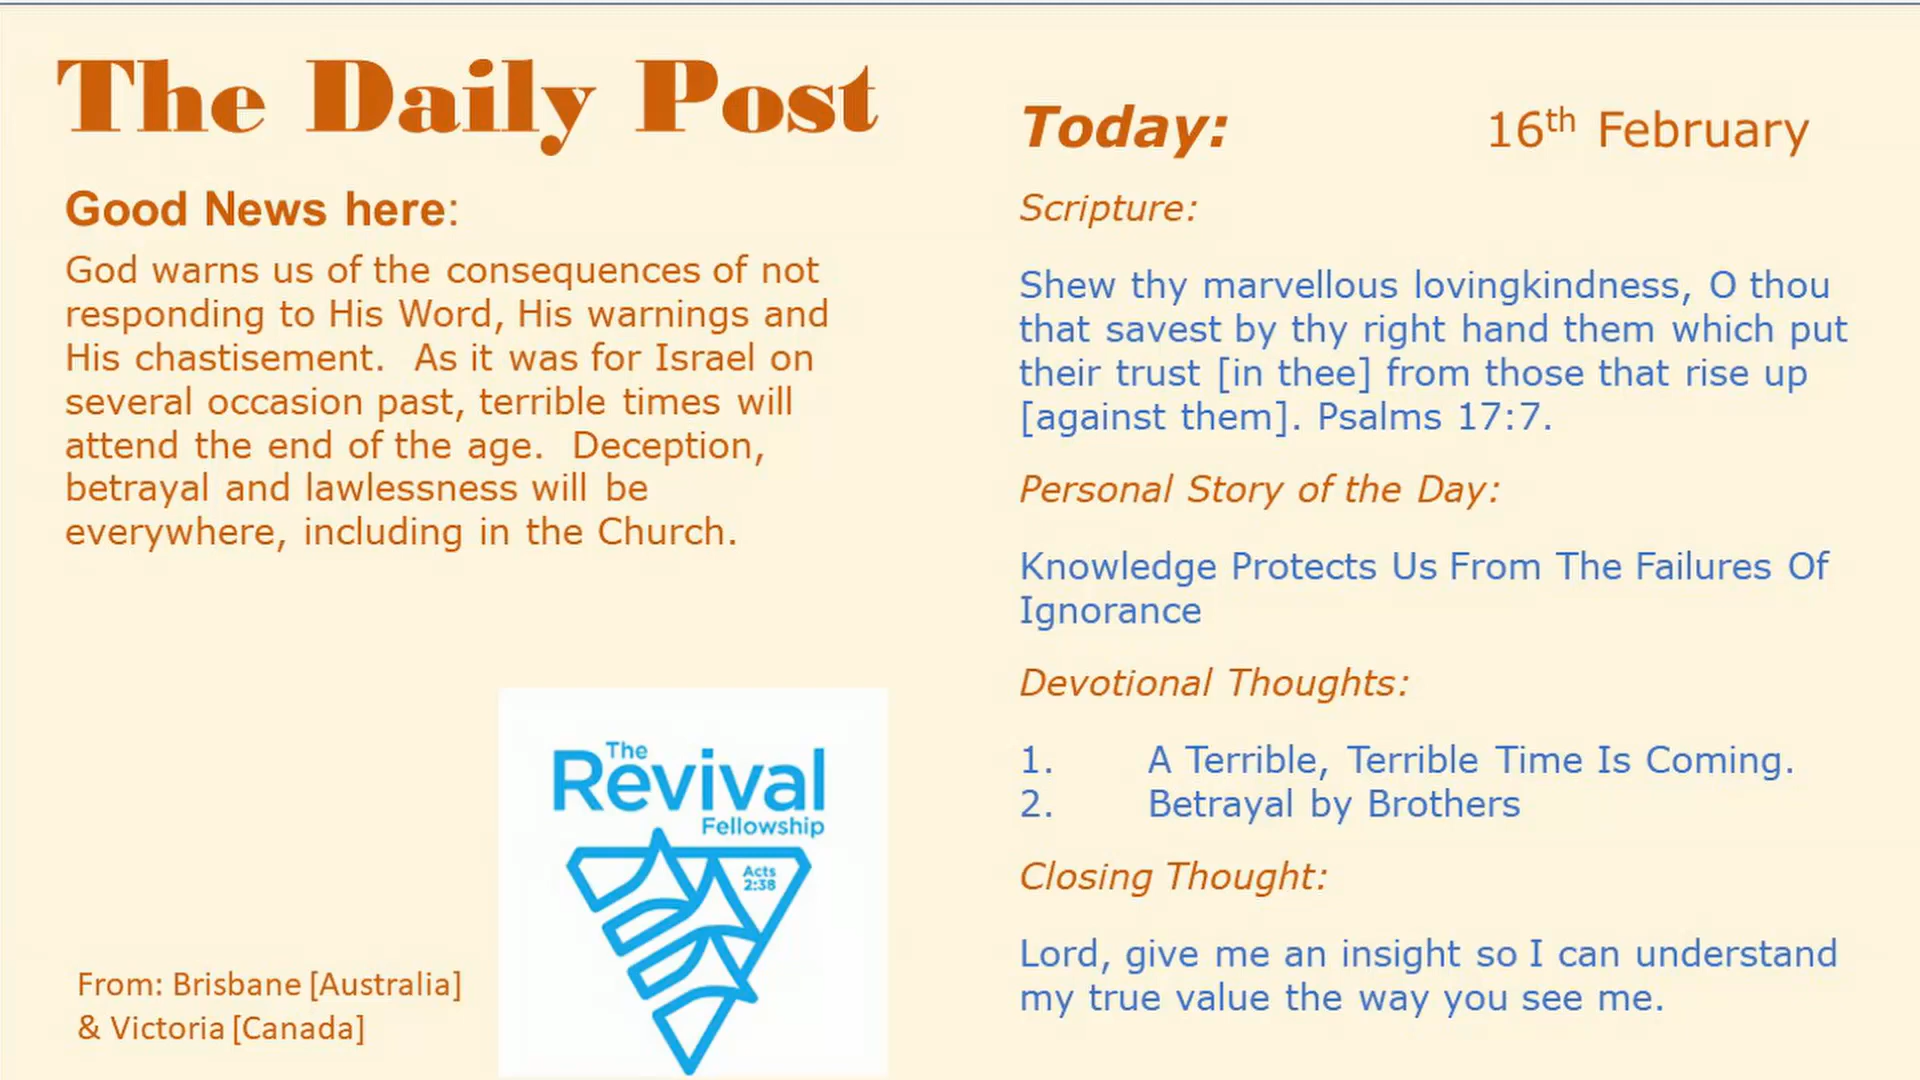 The Daily Post
Good News here:
God warns us of the consequences of not
responding to His Word, His warnings and
His chastisement.  As it was for Israel on
several occasion past, terrible times will
attend the end of the age.  Deception,
betrayal and lawlessness will be
everywhere, including in the Church.
The
Revival
Fellowship
Acts
2:38
From: Brisbane [Australia]
& Victoria [Canada]
Today: 16th February
Scripture:
Shew thy marvellous lovingkindness, O thou
that savest by thy right hand them which put
their trust [in thee] from those that rise up
[against them]. Psalms 17:7.
Personal Story of the Day:
Knowledge Protects Us From The Failures Of
Ignorance
Devotional Thoughts:
1. A Terrible, Terrible Time Is Coming.
2. Betrayal by Brothers
Closing Thought:
Lord, give me an insight so I can understand
my true value the way you see me.